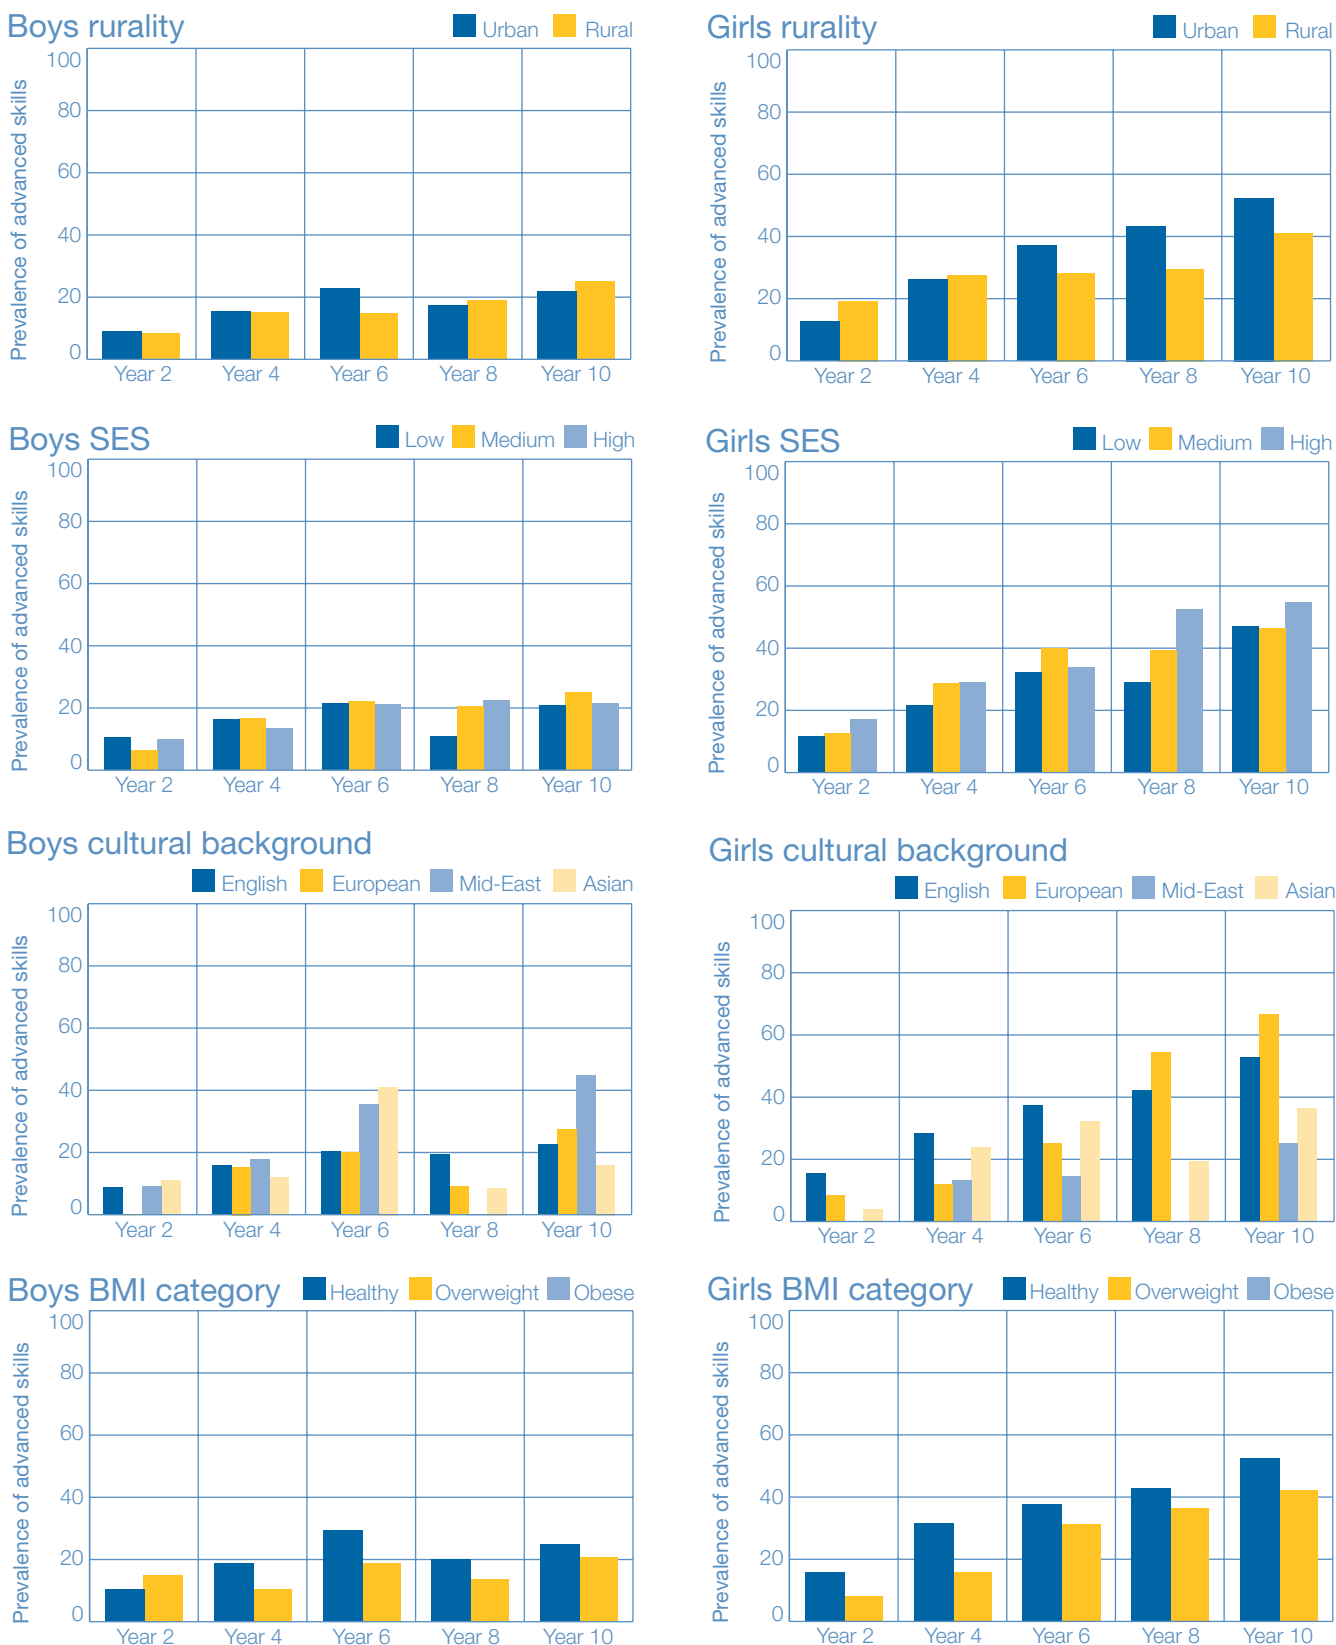 Boys rurality
Urban Rural
Prevalence of advanced skills
100
80
60
40
20
0
Year 2 Year 4 Year 6 Year 8 Year 10
Girls rurality
Urban Rural
Prevalence of advanced skills
100
80
60
40
20
0
Year 2 Year 4 Year 6 Year 8 Year 10
Boys SES
Low Medium High
Prevalence of advanced skills
100
80
60
40
20
0
Year 2 Year 4 Year 6 Year 8 Year 10
Girls SES
Low Medium High
Prevalence of advanced skills
100
80
60
40
20
0
Year 2 Year 4 Year 6 Year 8 Year 10
Boys cultural background
English European Mid-East Asian
Prevalence of advanced skills
100
80
60
40
20
0
Year 2 Year 4 Year 6 Year 8 Year 10
Girls cultural background
English European Mid-East Asian
Prevalence of advanced skills
100
80
60
40
20
0
Year 2 Year 4 Year 6 Year 8 Year 10
Boys BMI category
Healthy Overweight Obese
Prevalence of advanced skills
100
80
60
40
20
0
Year 2 Year 4 Year 6 Year 8 Year 10
Girls BMI category
Healthy Overweight Obese
Prevalence of advanced skills
100
80
60
40
20
0
Year 2 Year 4 Year 6 Year 8 Year 10